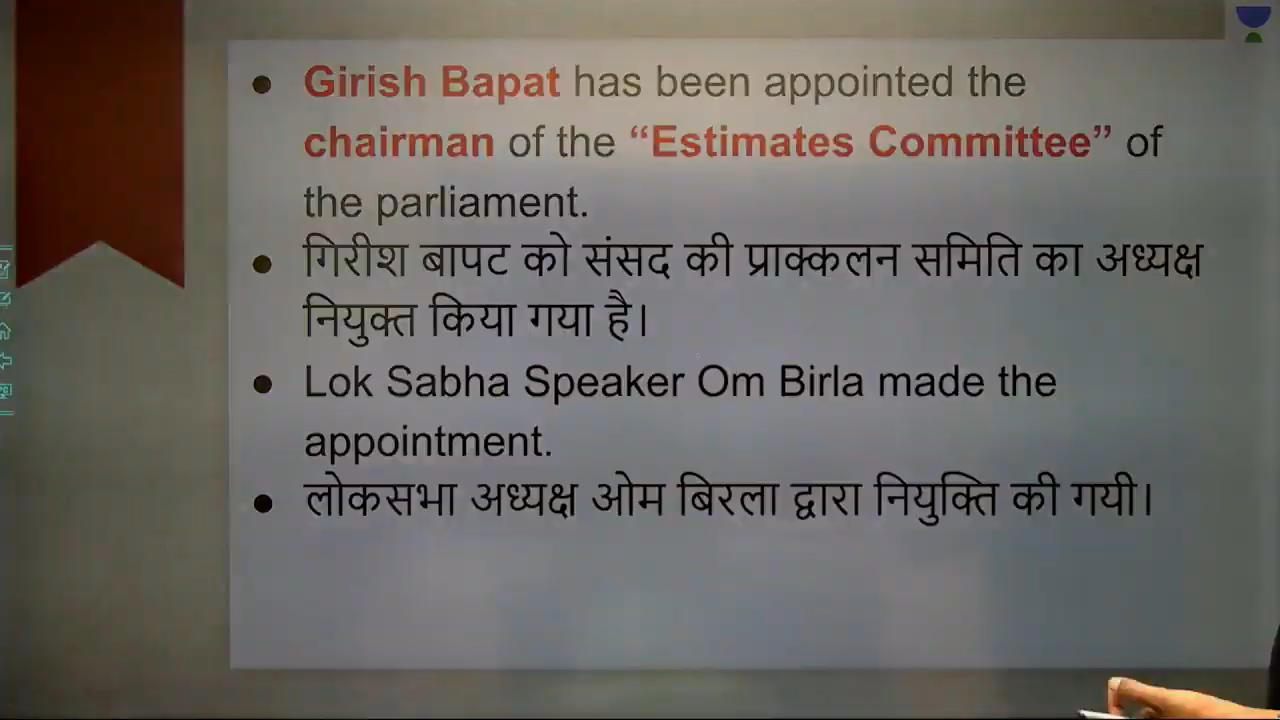 Girish Bapat has been appointed the
chairman of the “Estimates Committee” of
the parliament.
गिरीश बापट को संसद की प्राक्कलन समिति का अध्यक्ष
नियुक्त किया गया है।
Lok Sabha Speaker Om Birla made the
appointment.
लोकसभा अध्यक्ष ओम बिरला द्वारा नियुक्ति की गयी।